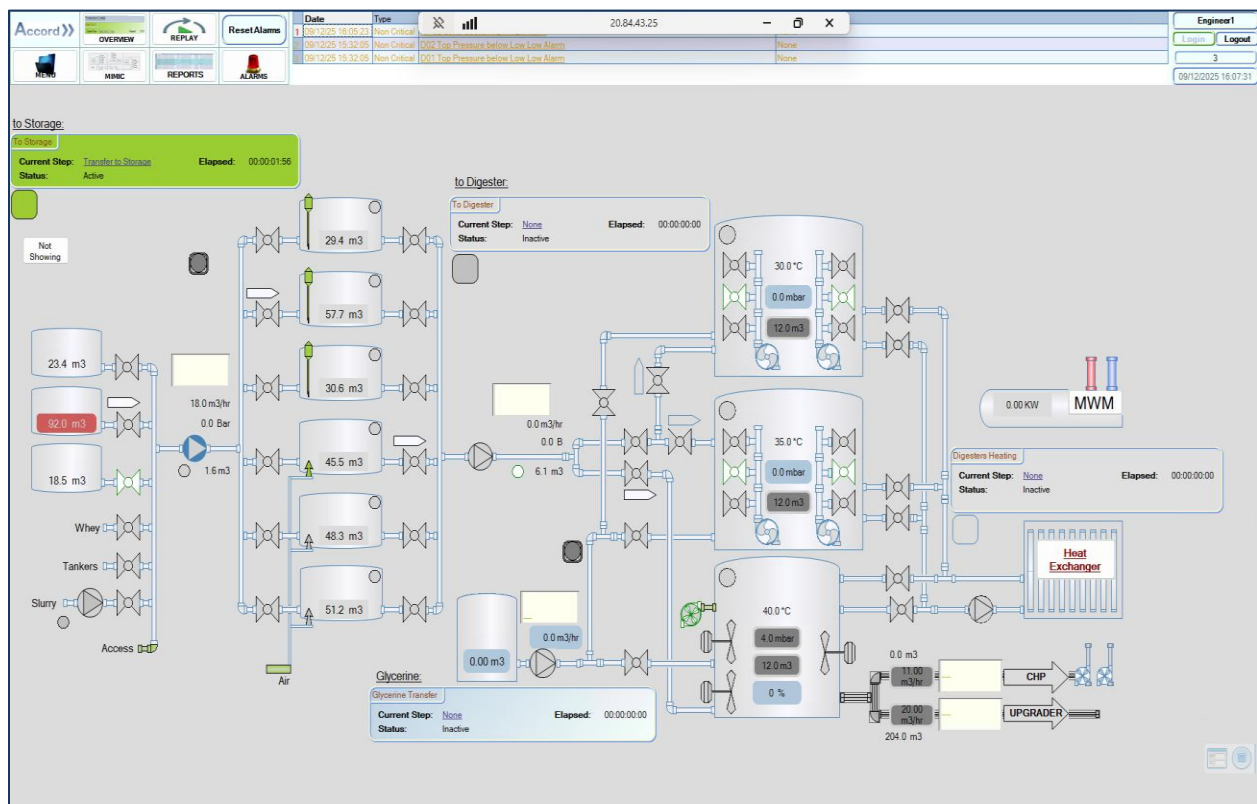 Accord
OVERVIEW
REPLAY
ResetAlarms
MENU
MIMIC
REPORTS
ALARMS
Date Type
1 09/12/25 16:05:23 Non Critical
09/12/25 15:32:05 Non Critical D02 Top Pressure below Low Low Alarm None
09/12/25 15:32:05 Non Critical D01 Top Pressure below Low Low Alarm None
20.84.43.25
Engineer1
Login Logout
3
09/12/2025 16:07:31
to Storage:
To Storage
Current Step: Transfer to Storage Elapsed: 00:00:01:56
Status: Active
Not
Showing
to Digester:
To Digester
Current Step: None Elapsed: 00:00:00:00
Status: Inactive
29.4 m3
57.7 m3
30.6 m3
45.5 m3
48.3 m3
51.2 m3
23.4 m3
92.0 m3
18.5 m3
Whey
Tankers
Slurry
Access
Air
18.0 m3/hr
0.0 Bar
1.6 m3
0.0 m3/hr
0.0 B
6.1 m3
30.0 °C
0.0 mbar
12.0 m3
35.0 °C
0.0 mbar
12.0 m3
40.0 °C
4.0 mbar
12.0 m3
0 %
0.00 KW
MWM
Digesters Heating
Current Step: None Elapsed: 00:00:00:00
Status: Inactive
Heat
Exchanger
0.00 m3
0.0 m3/hr
Glycerine:
Glycerine Transfer
Current Step: None Elapsed: 00:00:00:00
Status: Inactive
0.0 m3
11.00
m3/hr
CHP
20.00
m3/hr
UPGRADER
204.0 m3